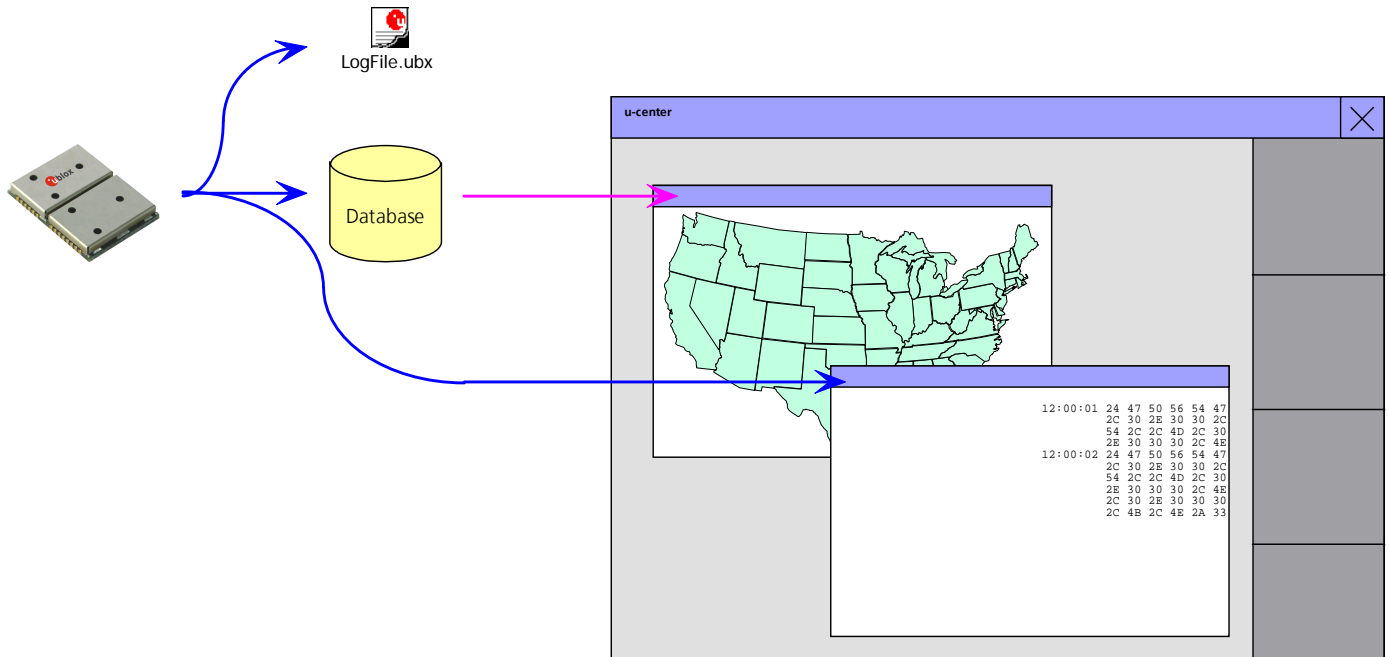 LogFile.ubx
u-center
ublox
Database
12:00:01 24 47 50 56 54 47
2C 30 2E 30 30 2C
54 2C 2C 4D 2C 30
2E 30 30 30 2C 4E
12:00:02 24 47 50 56 54 47
2C 30 2E 30 30 2C
54 2C 2C 4D 2C 30
2E 30 30 30 2C 4E
2C 30 2E 30 30 30
2C 4B 2C 4E 2A 33